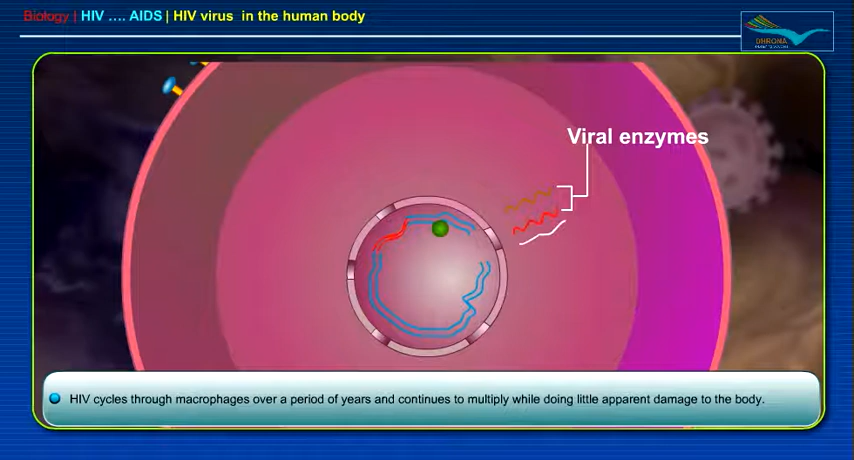 Biology | HIV .... AIDS | HIV virus in the human body
DHRONA
Viral enzymes
HIV cycles through macrophages over a period of years and continues to multiply while doing little apparent damage to the body.